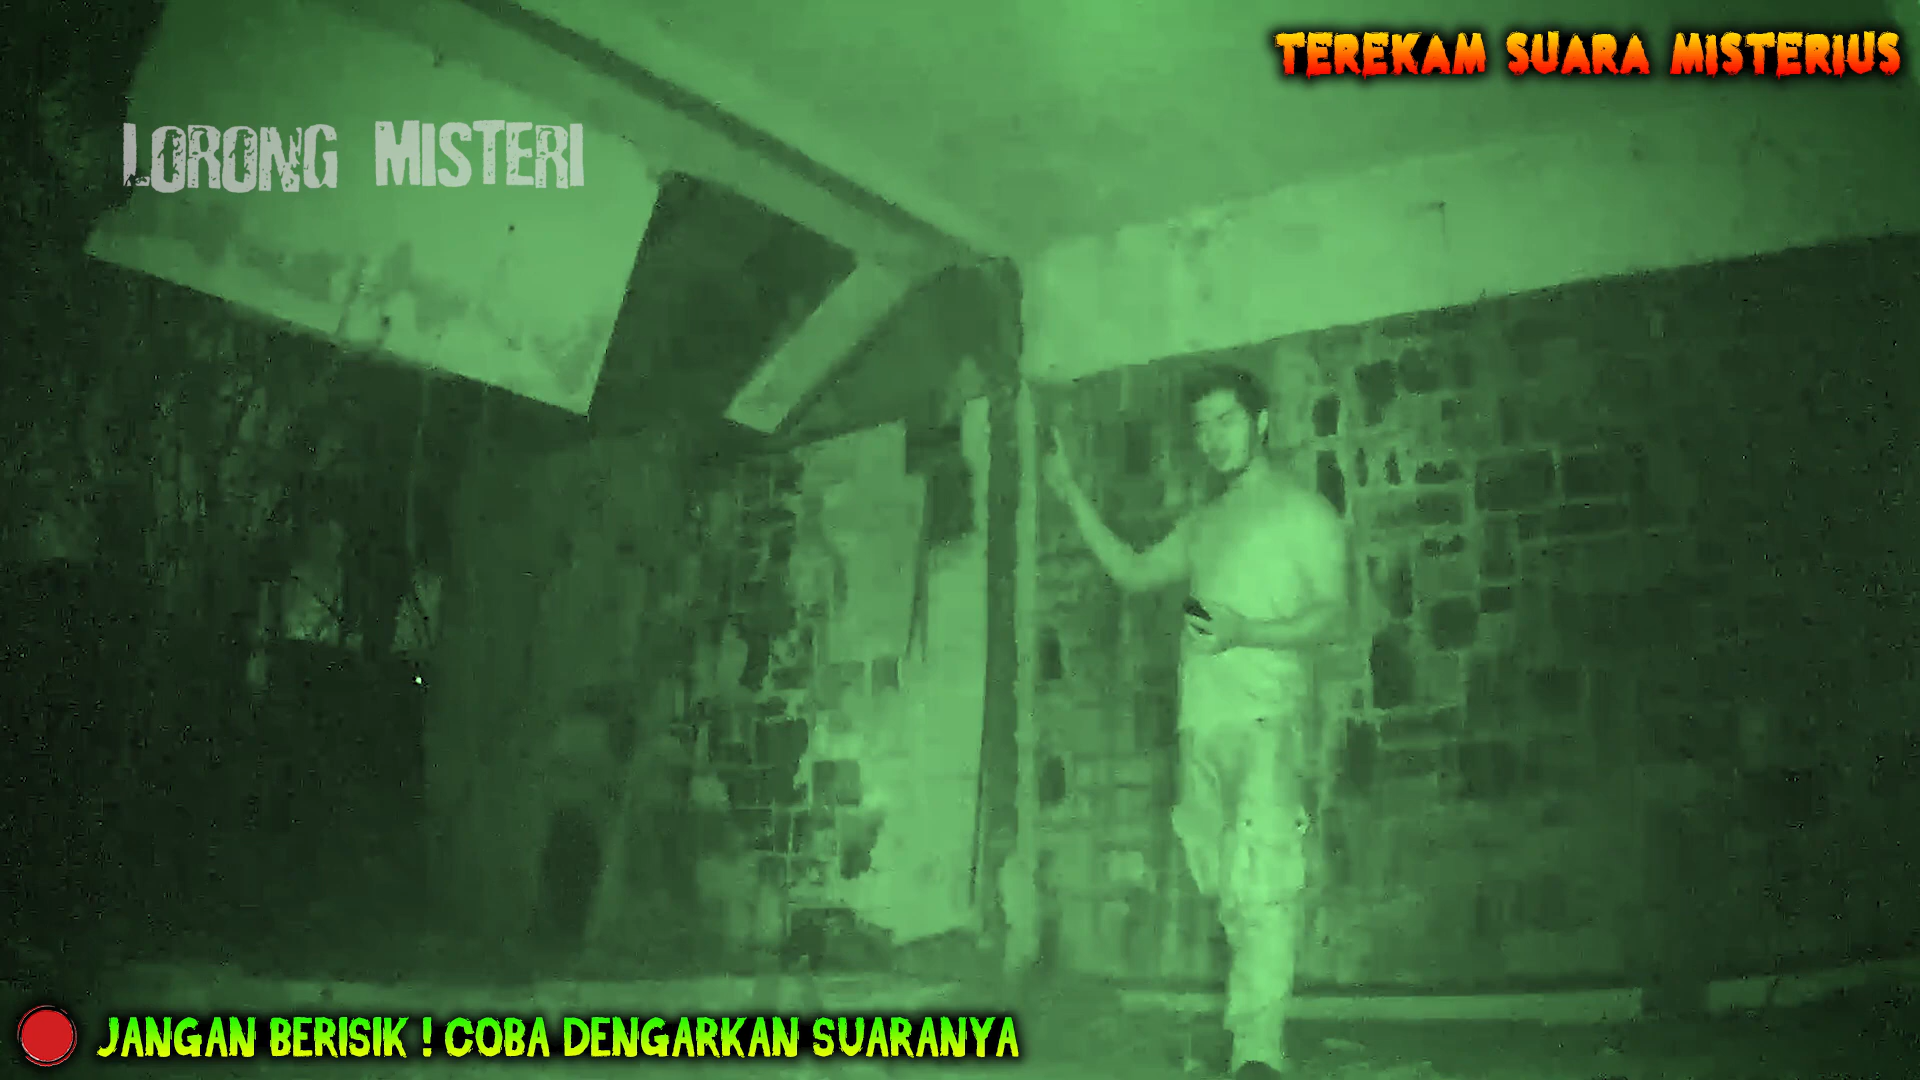 TEREKAM SUARA MISTERIUS
LORONG MISTERI
JANGAN BERISIK ! COBA DENGARKAN SUARANYA